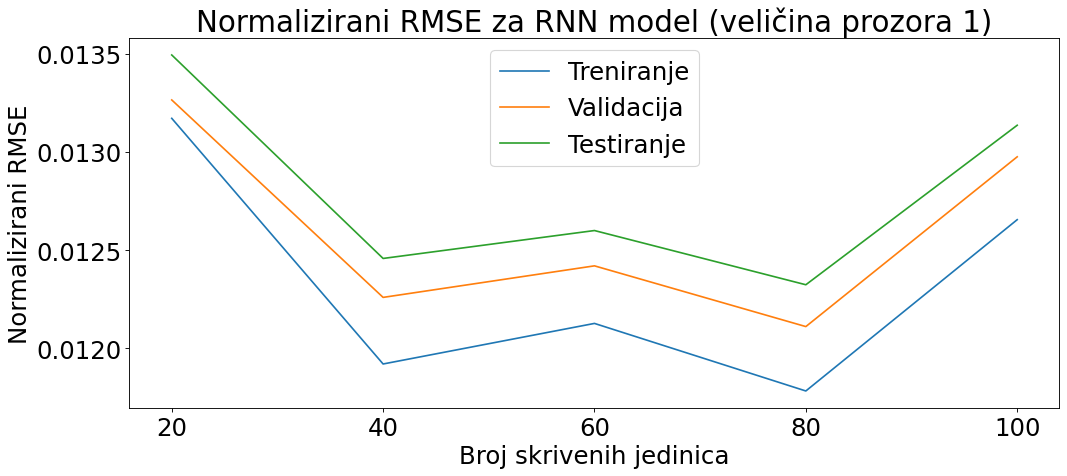 Normalizirani RMSE za RNN model (veličina prozora 1)
Normalizirani RMSE
0.0135
0.0130
0.0125
0.0120
Treniranje
Validacija
Testiranje
20 40 60 80 100
Broj skrivenih jedinica